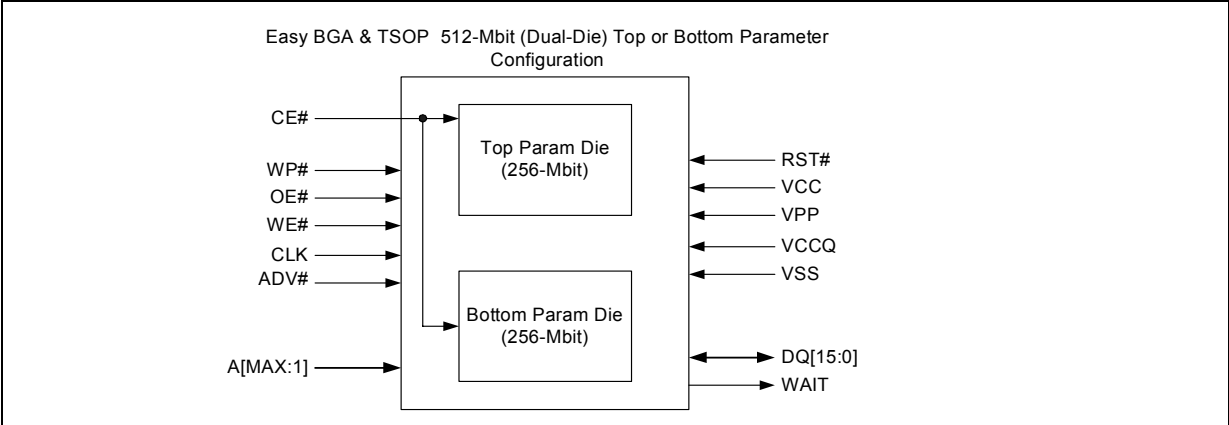 Easy BGA & TSOP 512-Mbit (Dual-Die) Top or Bottom Parameter
Configuration
CE#
WP#
OE#
WE#
CLK
ADV#
A[MAX:1]
Top Param Die
(256-Mbit)
Bottom Param Die
(256-Mbit)
RST#
VCC
VPP
VCCQ
VSS
DQ[15:0]
WAIT